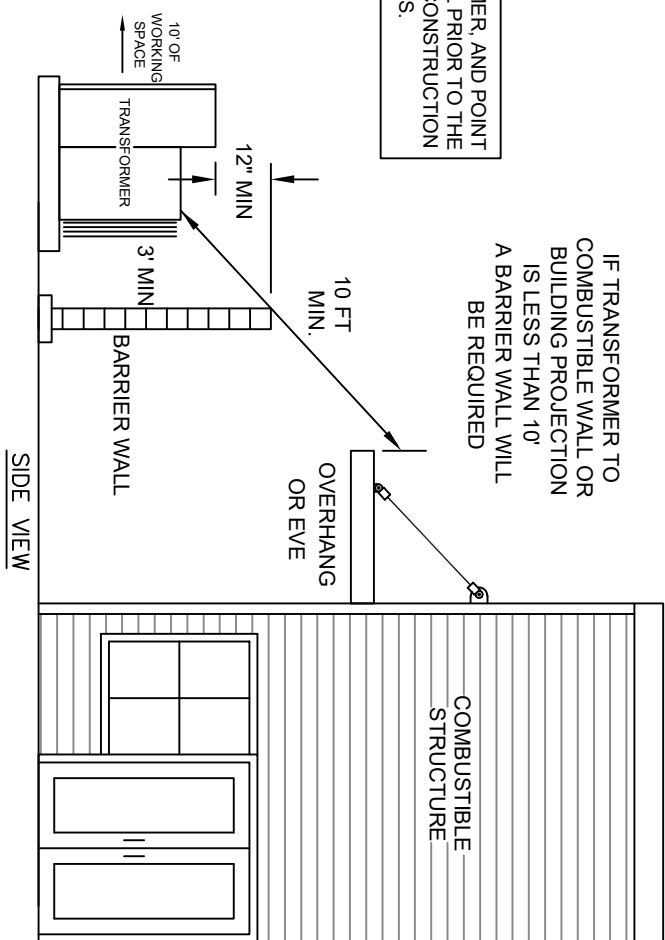 MER, AND POINT
PRIOR TO THE
CONSTRUCTION
S.
IF TRANSFORMER TO
COMBUSTIBLE WALL OR
BUILDING PROJECTION
IS LESS THAN 10'
A BARRIER WALL WILL
BE REQUIRED
10' OF
WORKING
SPACE
TRANSFORMER
12" MIN
3' MIN
10 FT
MIN.
BARRIER WALL
OVERHANG
OR EVE
COMBUSTIBLE
STRUCTURE
SIDE VIEW